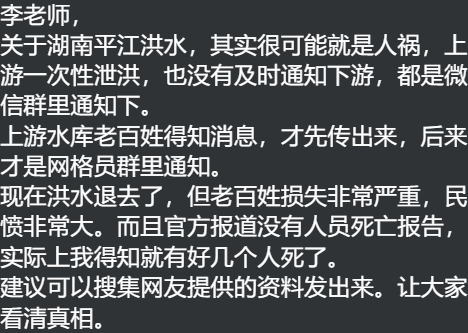 李老师，
关于湖南平江洪水，其实很可能就是人祸，上
游一次性泄洪，也没有及时通知下游，都是微
信群里通知下。
上游水库老百姓得知消息，才先传出来，后来
才是网格员群里通知。
现在洪水退去了，但老百姓损失非常严重，民
愤非常大。而且官方报道没有人员死亡报告，
实际上我得知就有好几个人死了。
建议可以搜集网友提供的资料发出来。让大家
看清真相。